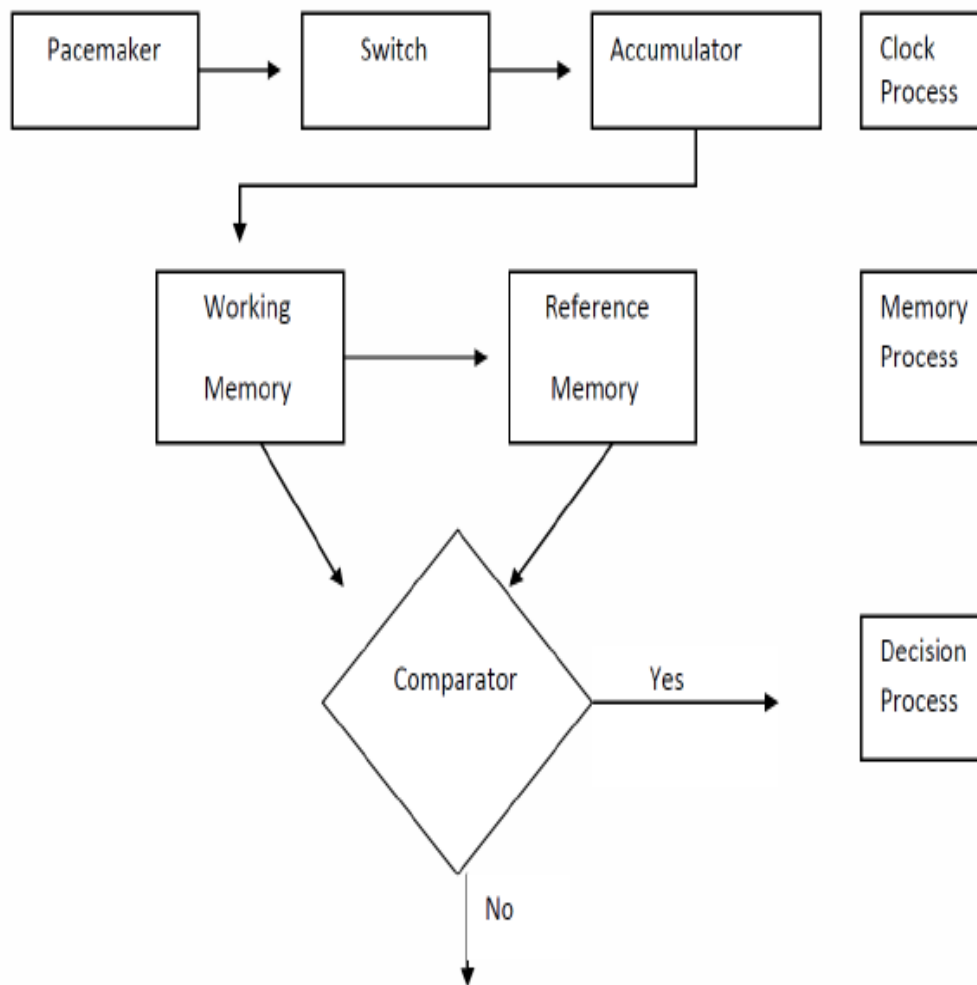 Pacemaker
Switch
Accumulator
Clock
Process
Working
Memory
Reference
Memory
Memory
Process
Comparator
Yes
Decision
Process
No